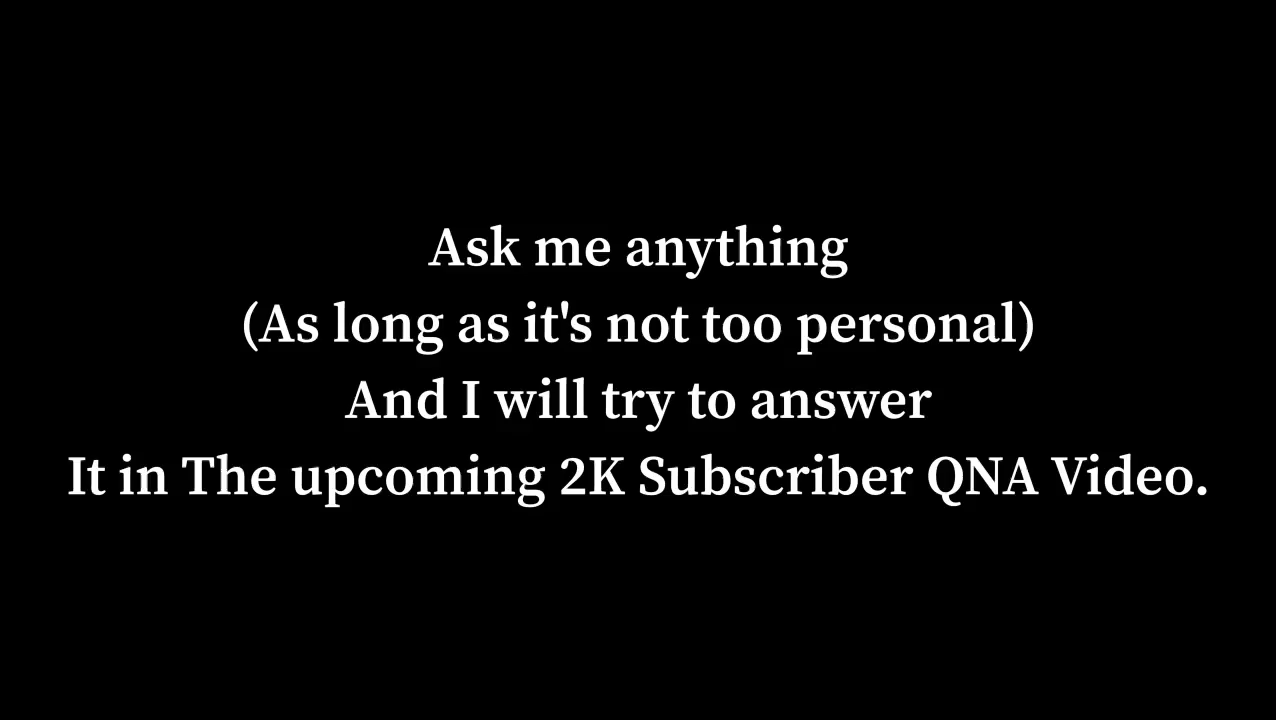 Ask me anything
(As long as it's not too personal)
And I will try to answer
It in The upcoming 2K Subscriber QNA Video.